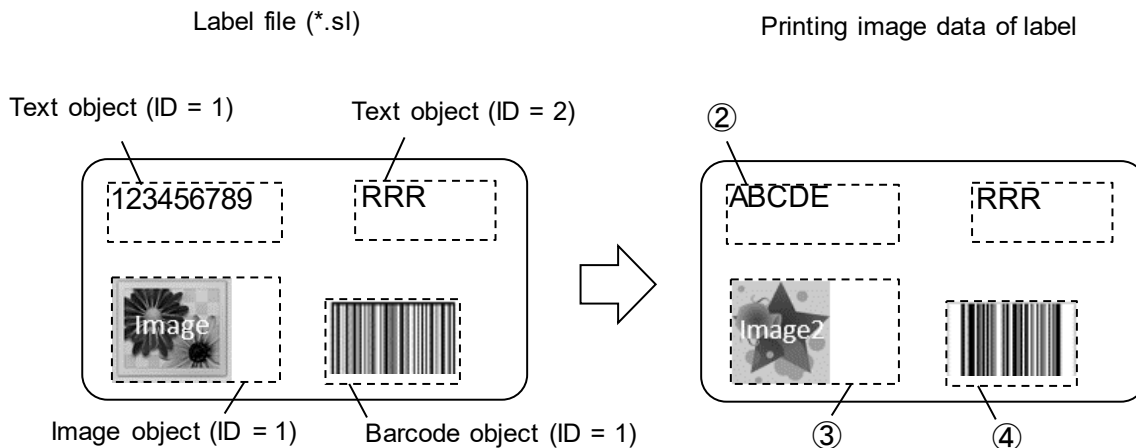 Label file (*.sl)
Printing image data of label
Text object (ID = 1)
Text object (ID = 2)
②
123456789
RRR
ABCDE
RRR
Image
Image2
Image object (ID = 1)
Barcode object (ID = 1)
③
④